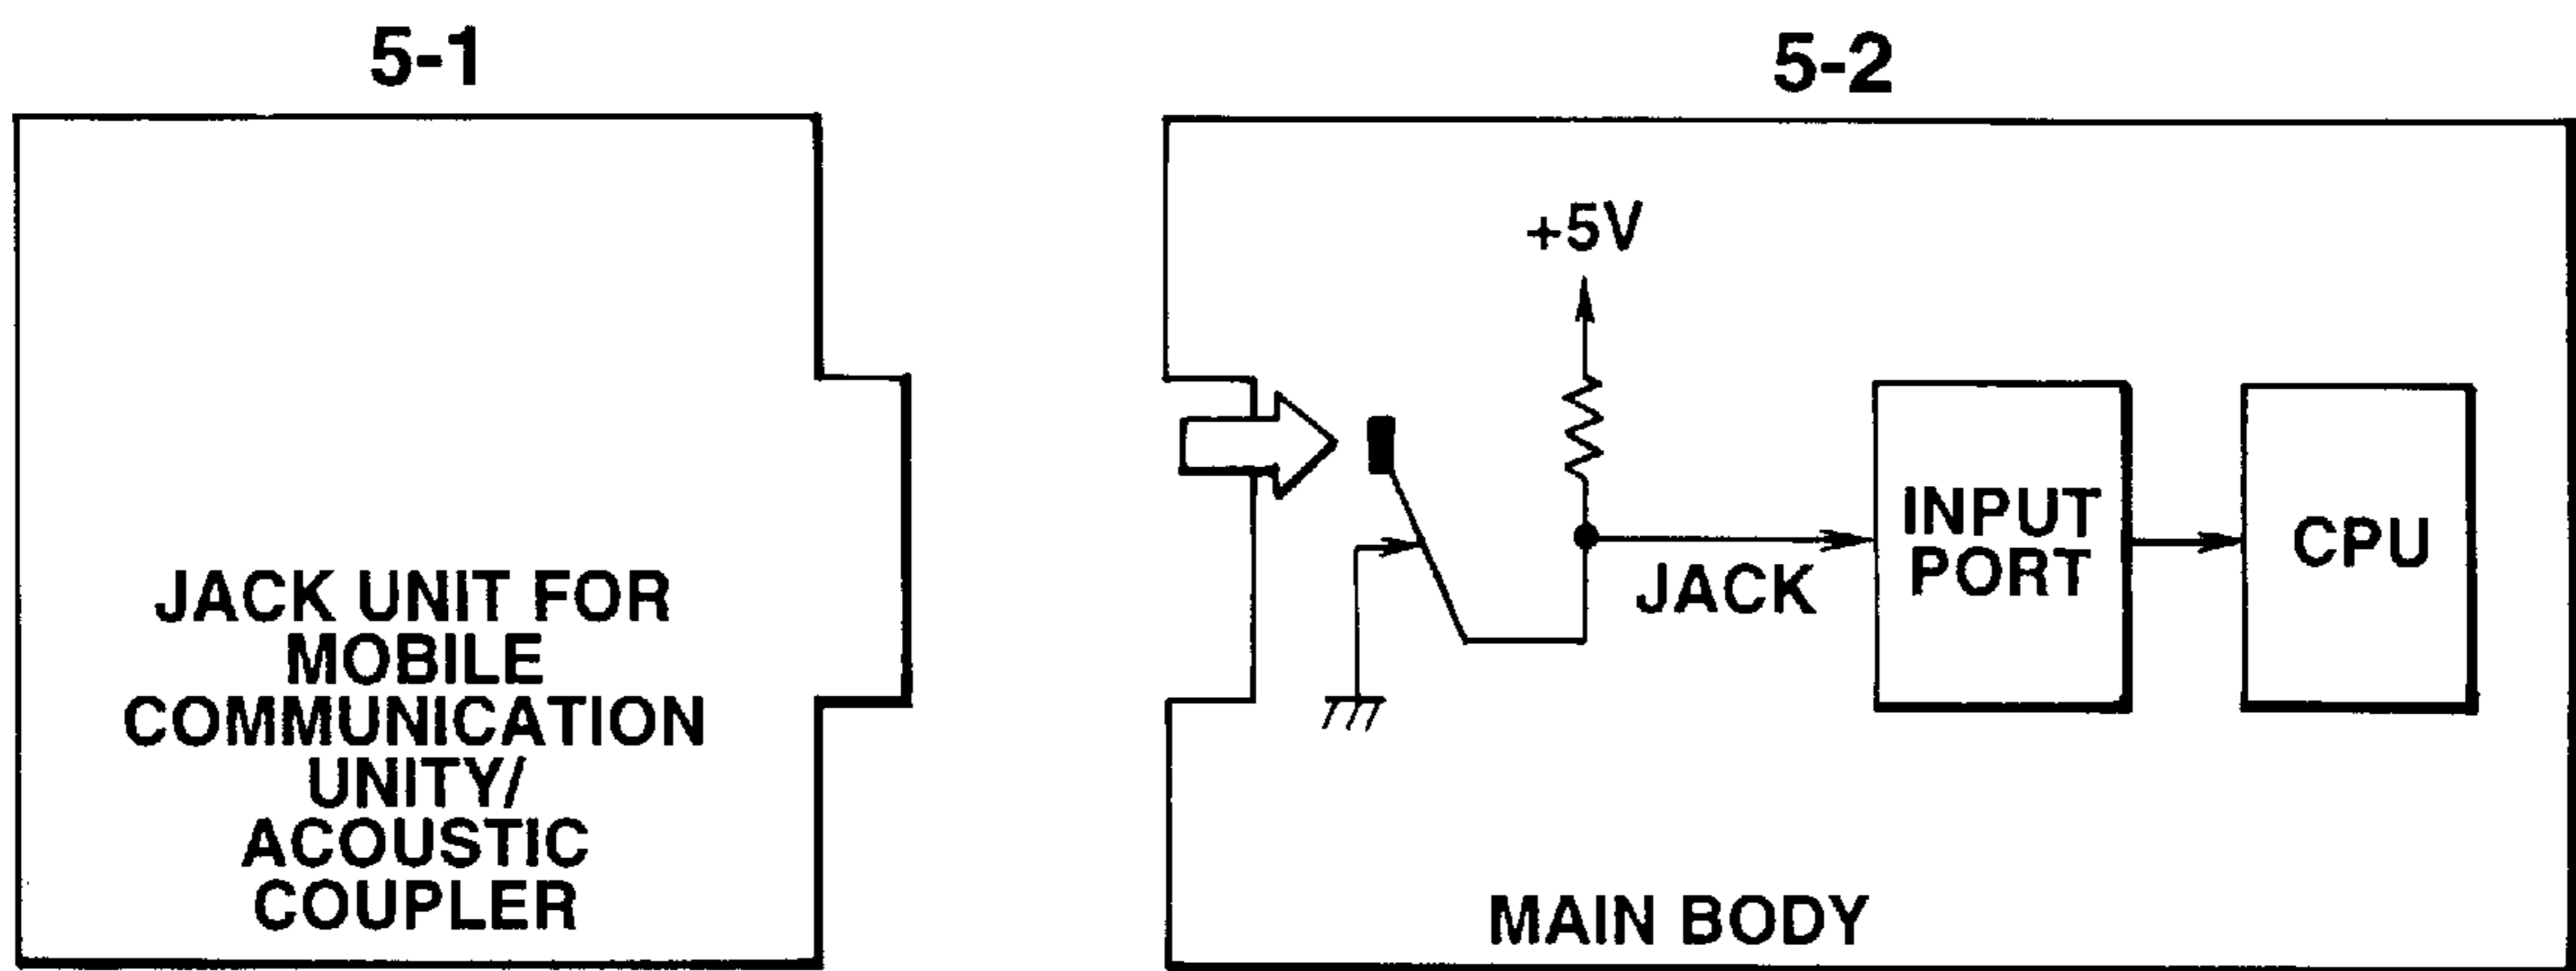 5-1
JACK UNIT FOR
MOBILE
COMMUNICATION
UNITY/
ACOUSTIC
COUPLER
5-2
+5V
JACK
INPUT
PORT
CPU
MAIN BODY